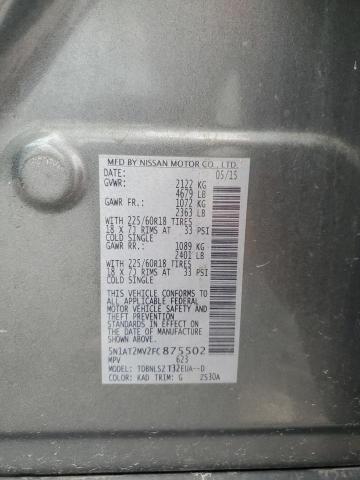 MFD BY NISSAN MOTOR CO., LTD.
DATE: 05/15
GVWR: 2122 KG
4679 LB
GAWR FR.: 1072 KG
2363 LB
WITH 225/60R18 TIRES
18 X 7J RIMS AT 33 PSI
COLD SINGLE
GAWR RR.: 1089 KG
2401 LB
WITH 225/60R18 TIRES
18 X 7J RIMS AT 33 PSI
COLD SINGLE
THIS VEHICLE CONFORMS TO ALL
APPLICABLE FEDERAL MOTOR
MOTOR VEHICLE SAFETY AND
THEFT PREVENTION STANDARDS
IN EFFECT ON THE DATE OF
MANUFACTURE SHOWN ABOVE.
5N1AT2MV2FC875502
MPV 623
MODEL: TDBNLSZ T32EUA--D
COLOR: KAD TRIM: G 2530A